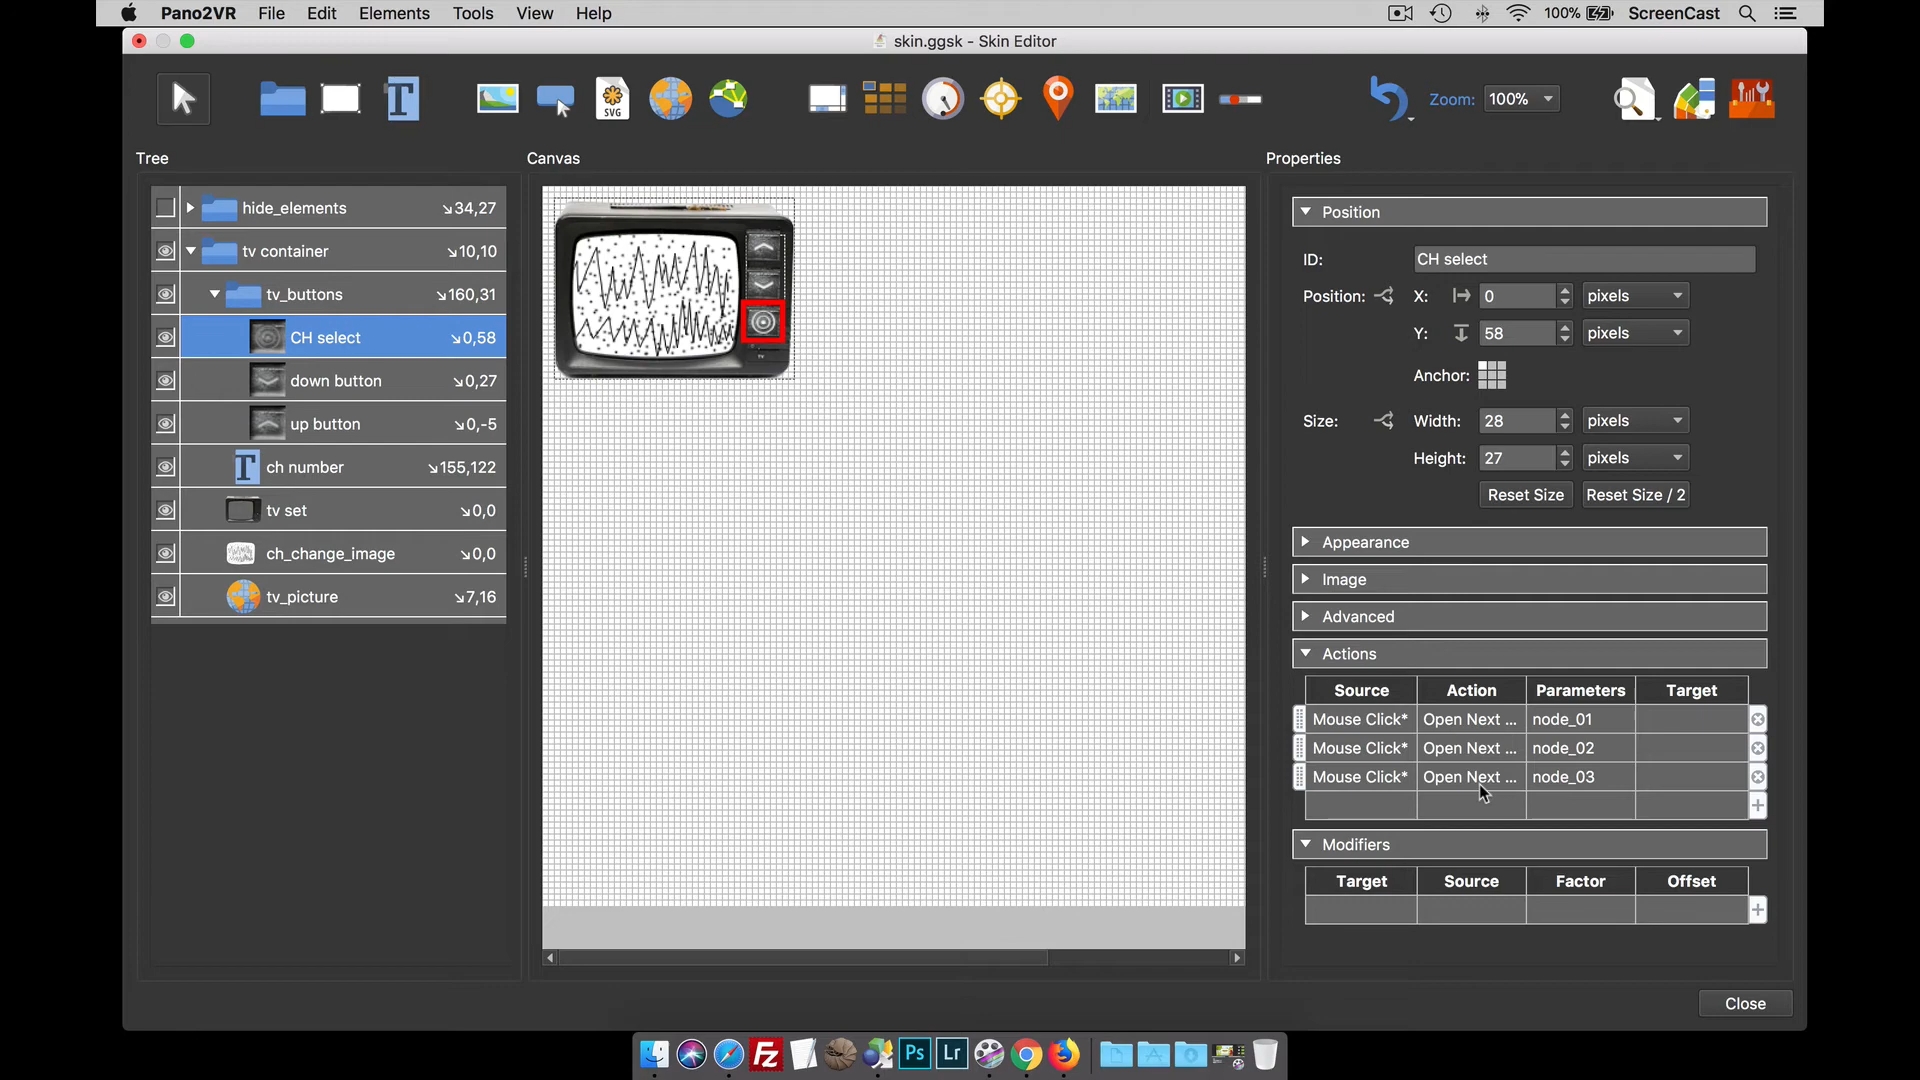 Pano2VR File Edit Elements Tools View Help 100% ScreenCast
skin.ggsk - Skin Editor
T SVG Zoom: 100%
Tree Canvas Properties
hide_elements ↘34,27
tv container ↘10,10
tv_buttons ↘160,31
CH select ↘0,58
down button ↘0,27
up button ↘0,-5
T ch number ↘155,122
tv set ↘0,0
ch_change_image ↘0,0
tv_picture ↘7,16
TV
Position
ID: CH select
Position: X: 0 pixels
Y: 58 pixels
Anchor:
Size: Width: 28 pixels
Height: 27 pixels
Reset Size Reset Size / 2
Appearance
Image
Advanced
Actions
Source Action Parameters Target
Mouse Click* Open Next ... node_01
Mouse Click* Open Next ... node_02
Mouse Click* Open Next ... node_03
Modifiers
Target Source Factor Offset
Close
Fz Ps Lr